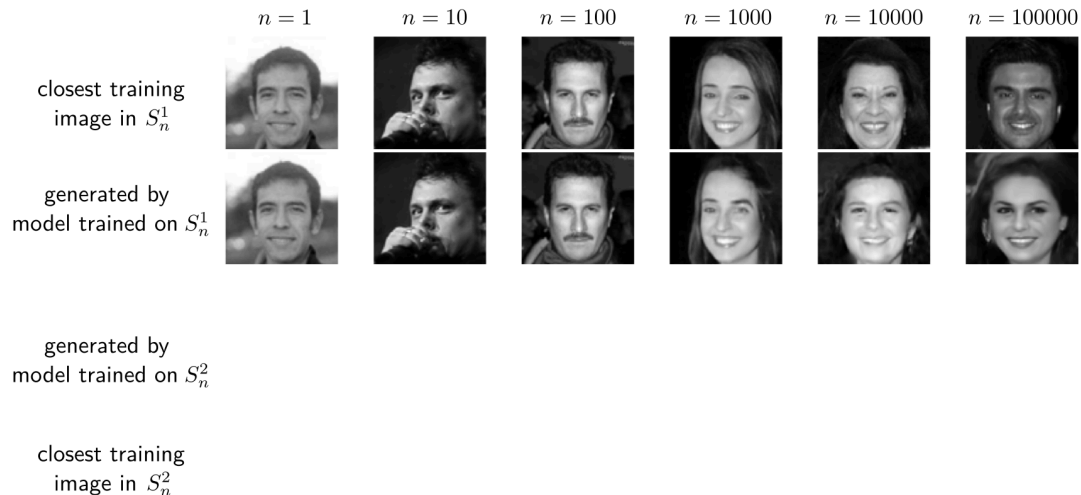 n = 1 n = 10 n = 100 n = 1000 n = 10000 n = 100000
closest training
image in $S_n^1$
generated by
model trained on $S_n^1$
generated by
model trained on $S_n^2$
closest training
image in $S_n^2$